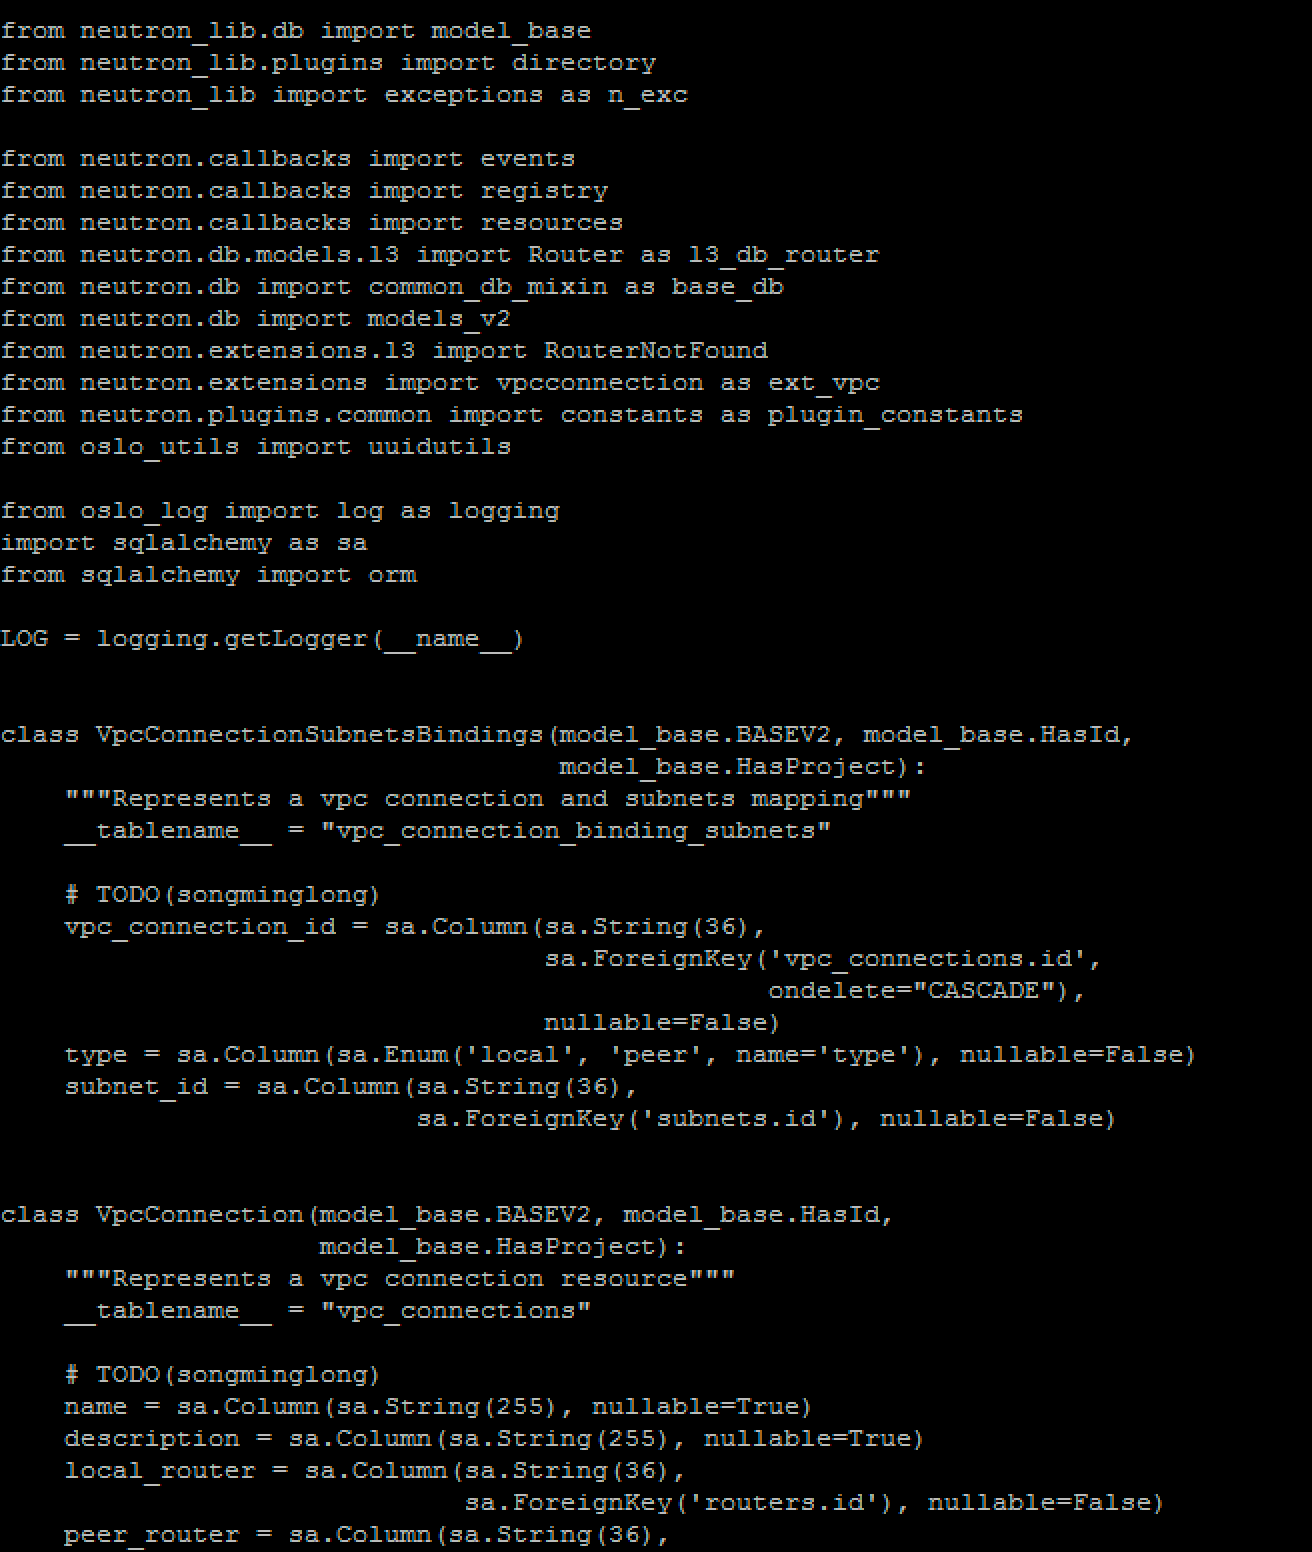 from neutron_lib.db import model_base
from neutron_lib.plugins import directory
from neutron_lib import exceptions as n_exc

from neutron.callbacks import events
from neutron.callbacks import registry
from neutron.callbacks import resources
from neutron.db.models.l3 import Router as l3_db_router
from neutron.db import common_db_mixin as base_db
from neutron.db import models_v2
from neutron.extensions.l3 import RouterNotFound
from neutron.extensions import vpcconnection as ext_vpc
from neutron.plugins.common import constants as plugin_constants
from oslo_utils import uuidutils

from oslo_log import log as logging
import sqlalchemy as sa
from sqlalchemy import orm

LOG = logging.getLogger(__name__)


class VpcConnectionSubnetsBindings(model_base.BASEV2, model_base.HasId,
                                   model_base.HasProject):
    """Represents a vpc connection and subnets mapping"""
    __tablename__ = "vpc_connection_binding_subnets"

    # TODO(songminglong)
    vpc_connection_id = sa.Column(sa.String(36),
                                  sa.ForeignKey('vpc_connections.id',
                                                ondelete="CASCADE"),
                                  nullable=False)
    type = sa.Column(sa.Enum('local', 'peer', name='type'), nullable=False)
    subnet_id = sa.Column(sa.String(36),
                          sa.ForeignKey('subnets.id'), nullable=False)


class VpcConnection(model_base.BASEV2, model_base.HasId,
                    model_base.HasProject):
    """Represents a vpc connection resource"""
    __tablename__ = "vpc_connections"

    # TODO(songminglong)
    name = sa.Column(sa.String(255), nullable=True)
    description = sa.Column(sa.String(255), nullable=True)
    local_router = sa.Column(sa.String(36),
                             sa.ForeignKey('routers.id'), nullable=False)
    peer_router = sa.Column(sa.String(36),